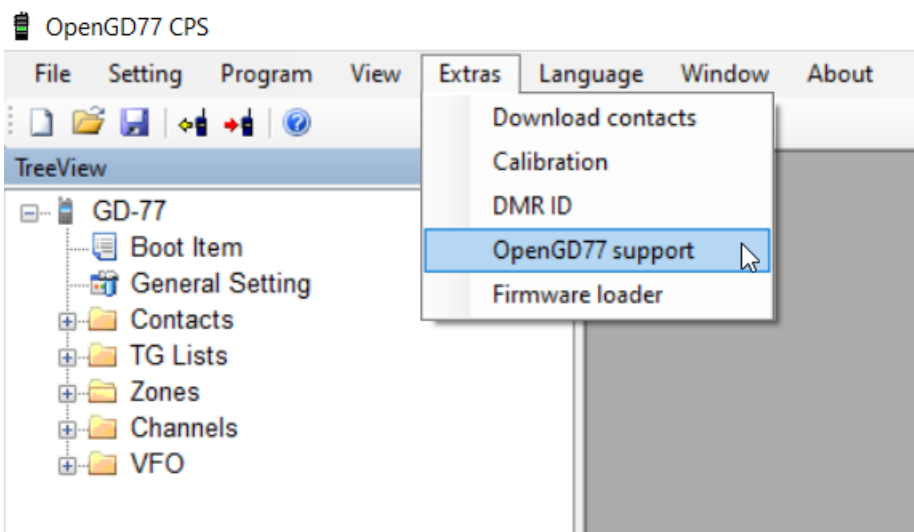 OpenGD77 CPS
File Setting Program View Extras Language Window About
Download contacts
Calibration
DMR ID
OpenGD77 support
Firmware loader
TreeView
GD-77
Boot Item
General Setting
Contacts
TG Lists
Zones
Channels
VFO